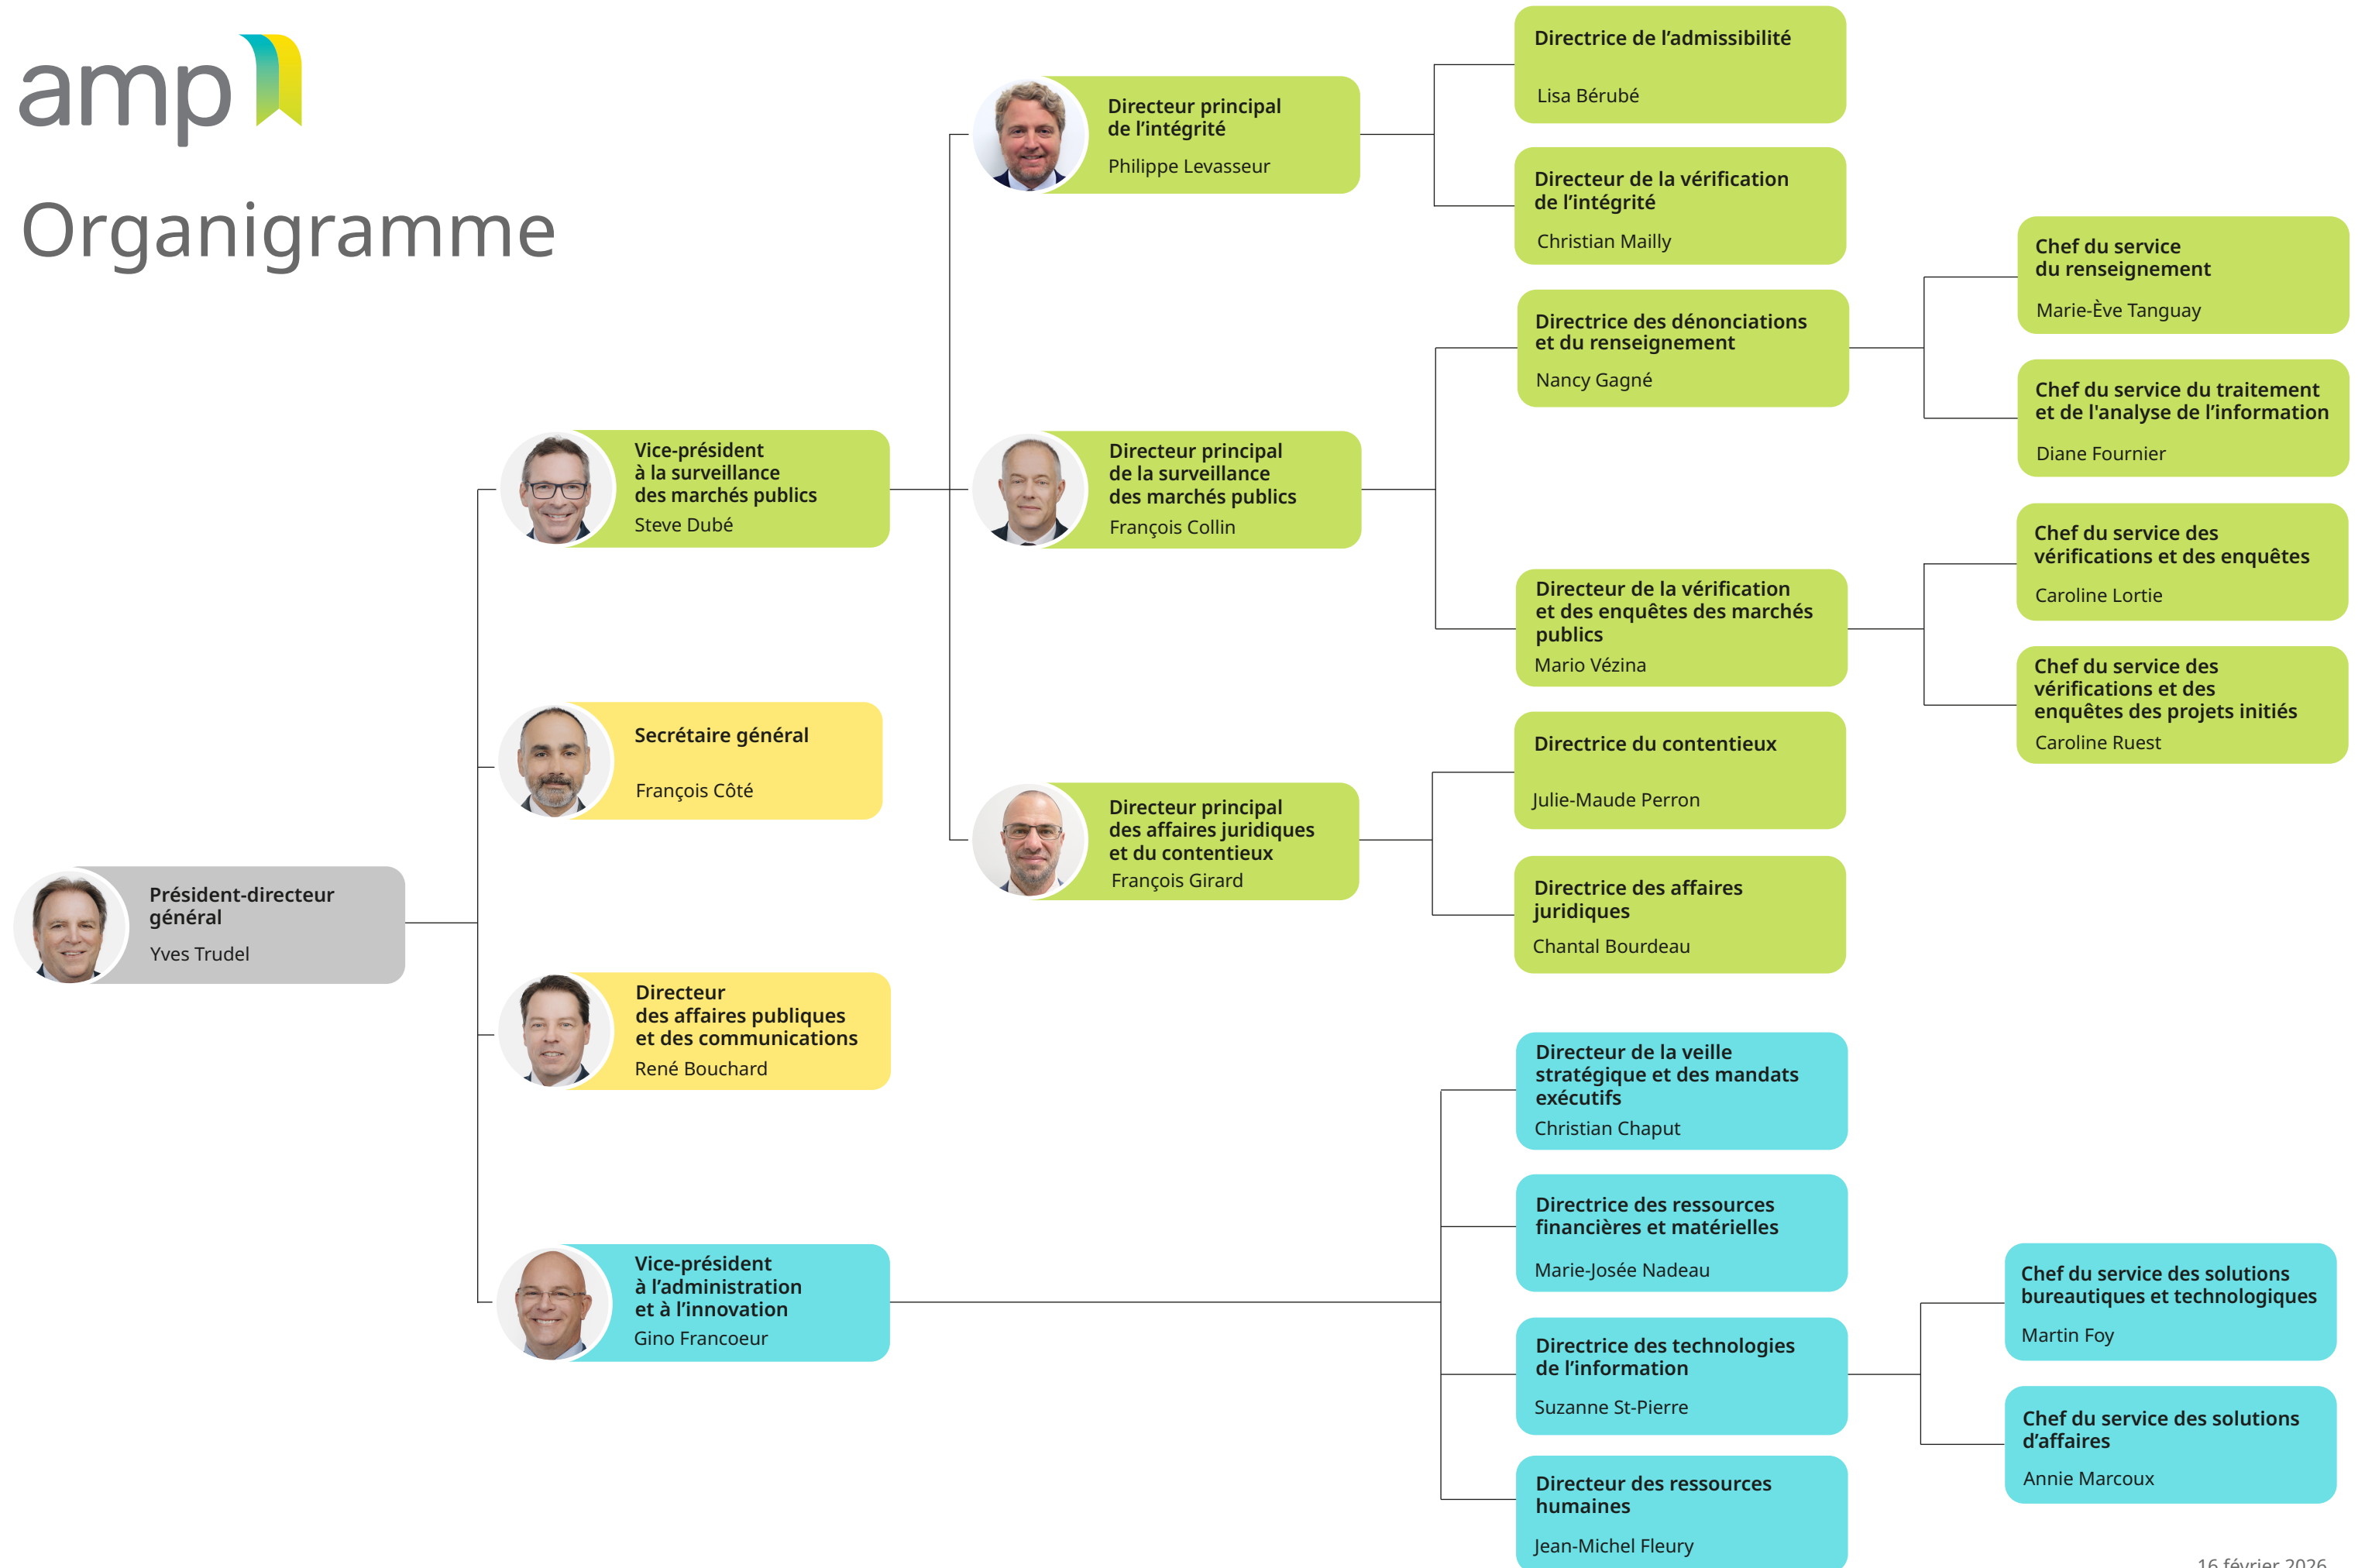 amp
Organigramme
Président-directeur
général
Yves Trudel
Vice-président
à la surveillance
des marchés publics
Steve Dubé
Secrétaire général
François Côté
Directeur
des affaires publiques
et des communications
René Bouchard
Vice-président
à l’administration
et à l’innovation
Gino Francoeur
Directeur principal
de l’intégrité
Philippe Levasseur
Directeur principal
de la surveillance
des marchés publics
François Collin
Directeur principal
des affaires juridiques
et du contentieux
François Girard
Directrice de l’admissibilité
Lisa Bérubé
Directeur de la vérification
de l’intégrité
Christian Mailly
Directrice des dénonciations
et du renseignement
Nancy Gagné
Directeur de la vérification
et des enquêtes des marchés
publics
Mario Vézina
Directrice du contentieux
Julie-Maude Perron
Directrice des affaires
juridiques
Chantal Bourdeau
Directeur de la veille
stratégique et des mandats
exécutifs
Christian Chaput
Directrice des ressources
financières et matérielles
Marie-Josée Nadeau
Directrice des technologies
de l’information
Suzanne St-Pierre
Directeur des ressources
humaines
Jean-Michel Fleury
Chef du service
du renseignement
Marie-Ève Tanguay
Chef du service du traitement
et de l'analyse de l’information
Diane Fournier
Chef du service des
vérifications et des enquêtes
Caroline Lortie
Chef du service des
vérifications et des
enquêtes des projets initiés
Caroline Ruest
Chef du service des solutions
bureautiques et technologiques
Martin Foy
Chef du service des solutions
d’affaires
Annie Marcoux
16 février 2026